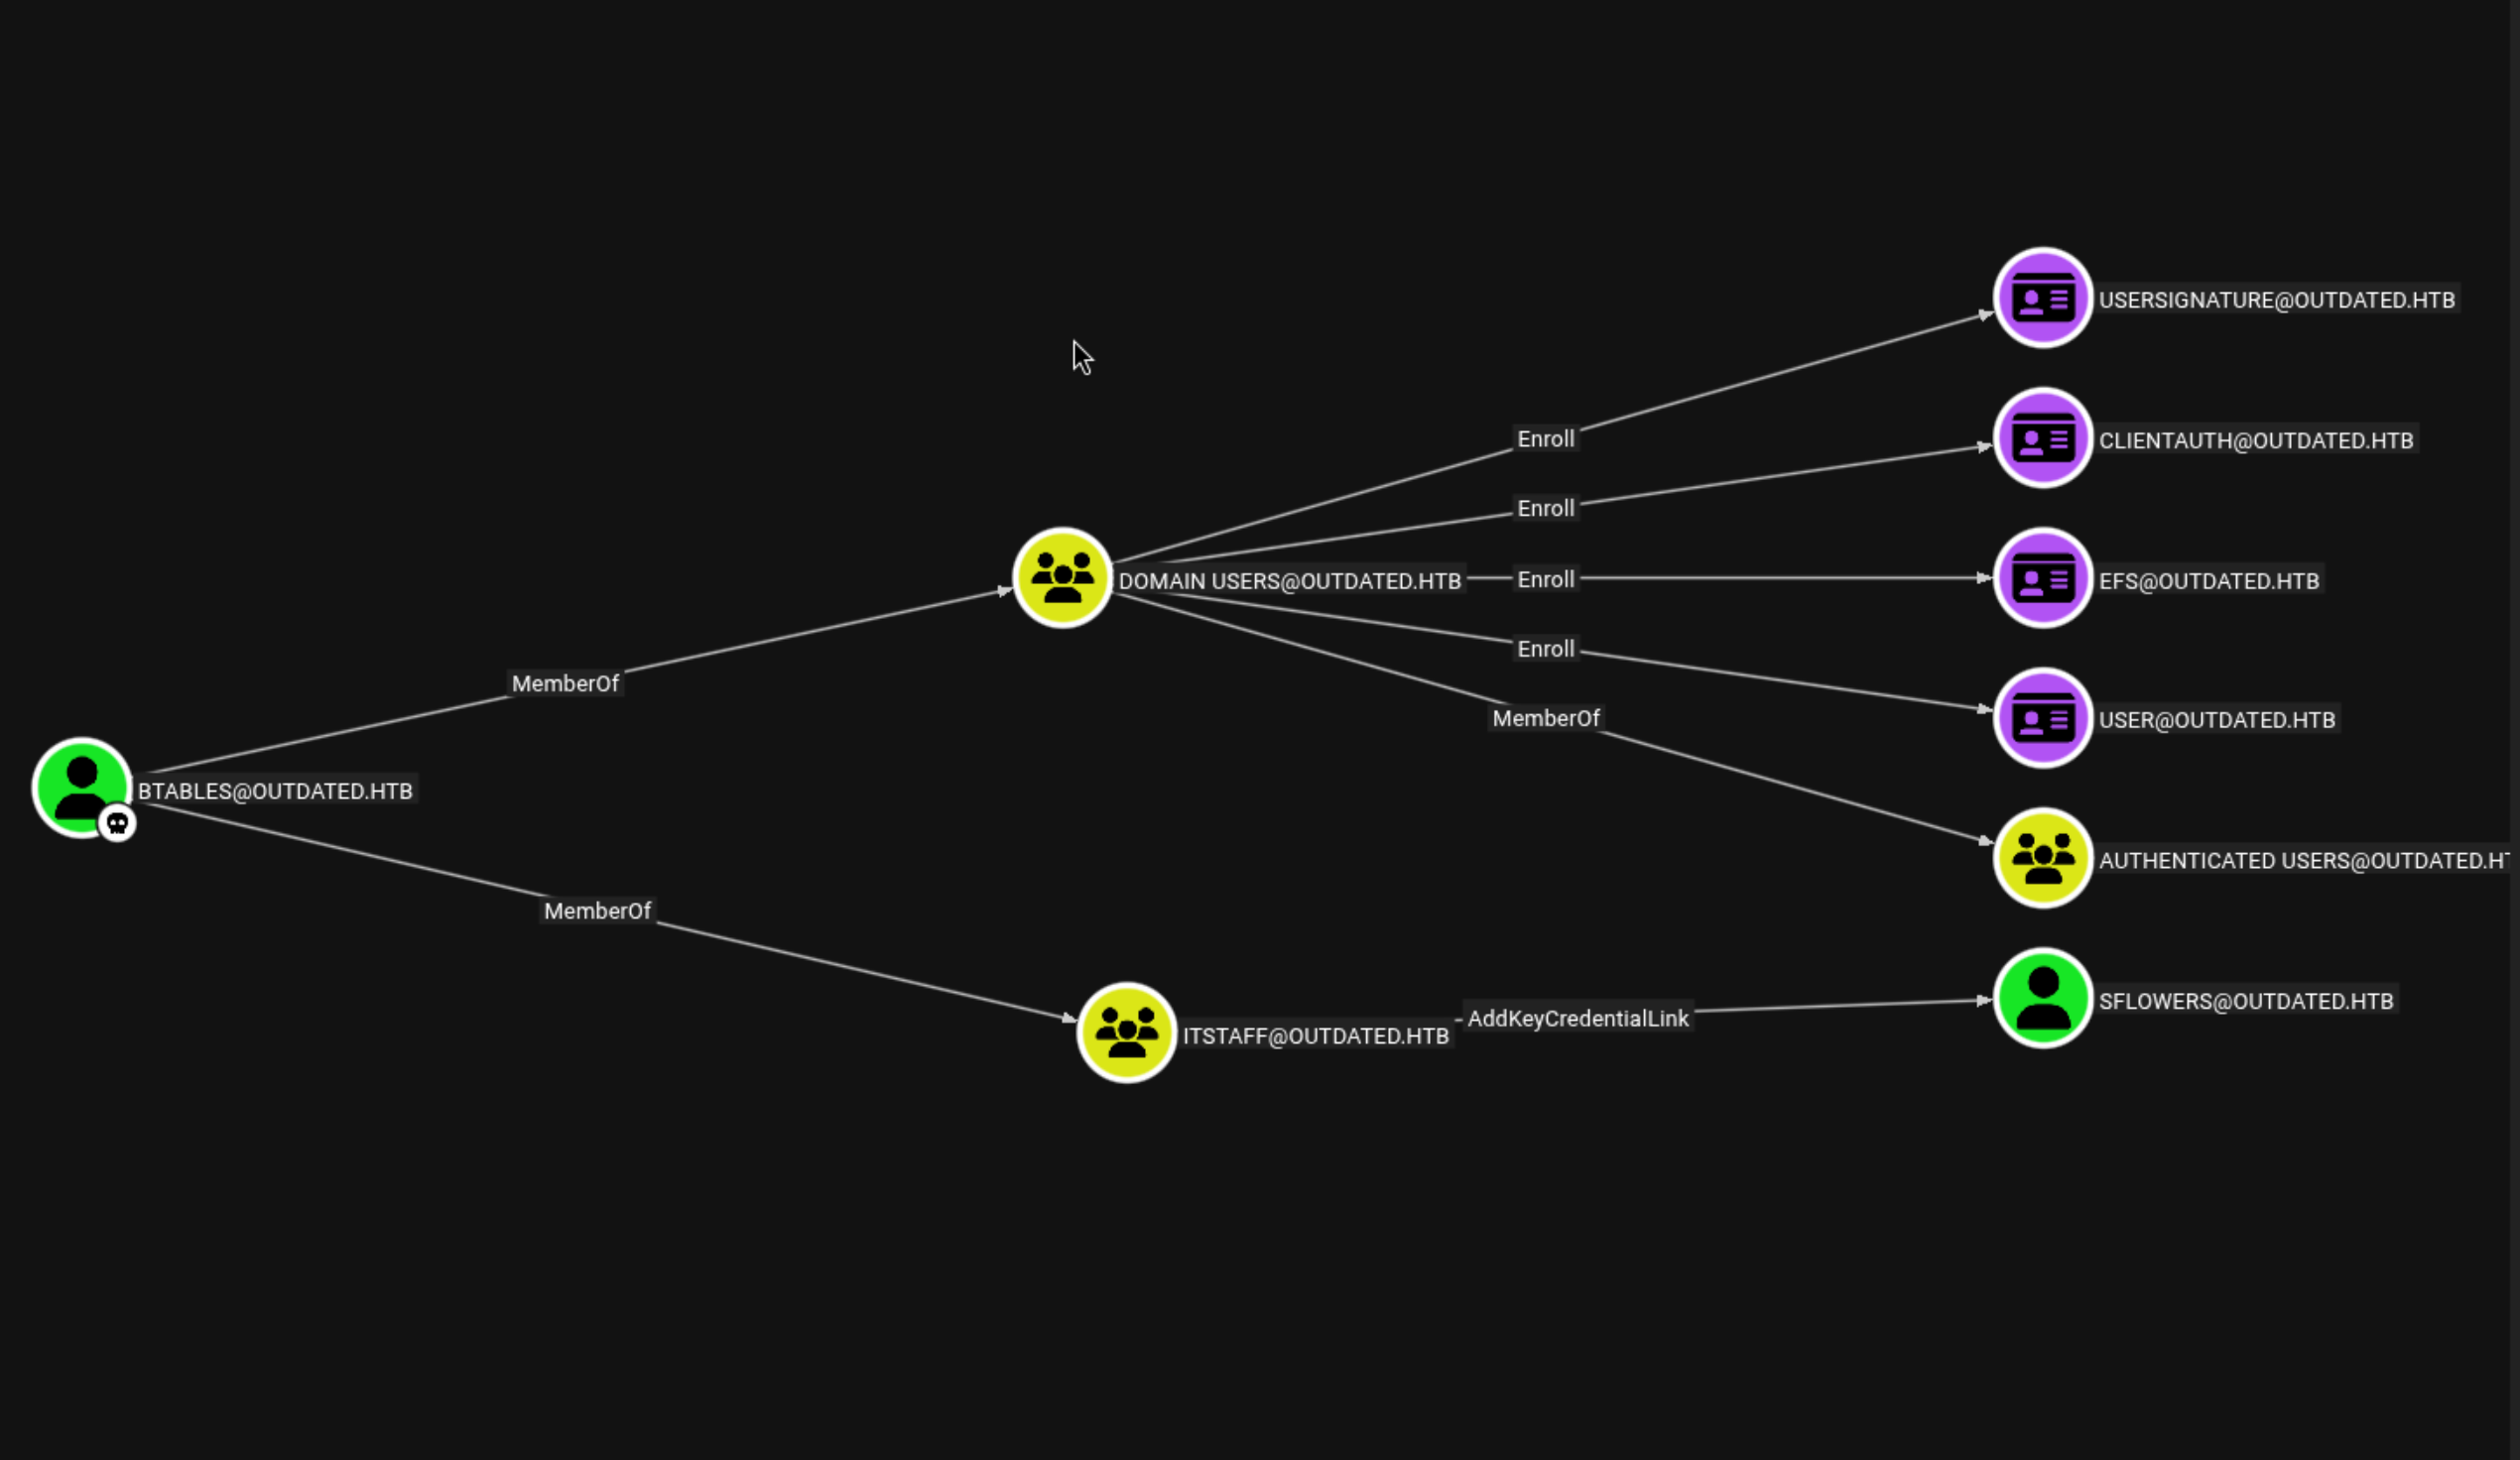 USERSIGNATURE@OUTDATED.HTB
Enroll
CLIENTAUTH@OUTDATED.HTB
Enroll
DOMAIN USERS@OUTDATED.HTB
Enroll
EFS@OUTDATED.HTB
Enroll
MemberOf
MemberOf
USER@OUTDATED.HTB
BTABLES@OUTDATED.HTB
AUTHENTICATED USERS@OUTDATED.HT
MemberOf
ITSTAFF@OUTDATED.HTB
AddKeyCredentialLink
SFLOWERS@OUTDATED.HTB